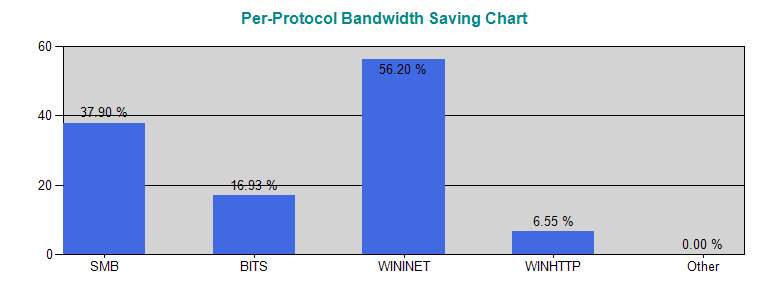 Per-Protocol Bandwidth Saving Chart
60
40
20
0
37.90 %
16.93 %
56.20 %
6.55 %
0.00 %
SMB
BITS
WININET
WINHTTP
Other